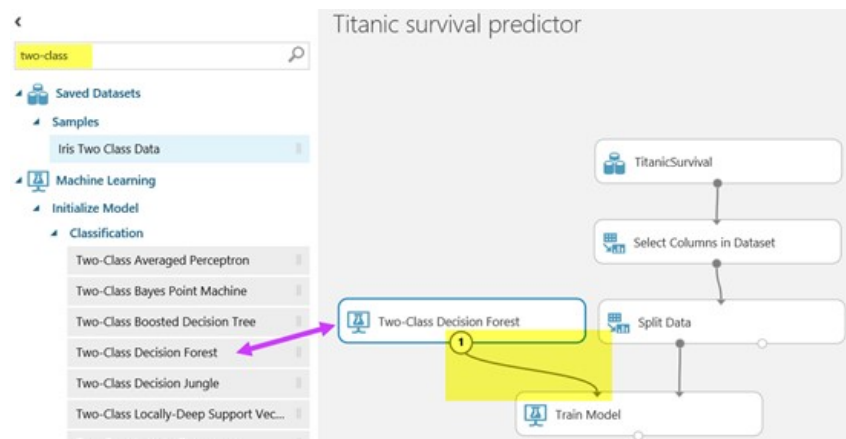 Titanic survival predictor
two-class
Saved Datasets
Samples
Iris Two Class Data
Machine Learning
Initialize Model
Classification
Two-Class Averaged Perceptron
Two-Class Bayes Point Machine
Two-Class Boosted Decision Tree
Two-Class Decision Forest
Two-Class Decision Jungle
Two-Class Locally-Deep Support Vec...
TitanicSurvival
Select Columns in Dataset
Two-Class Decision Forest
Split Data
1
Train Model